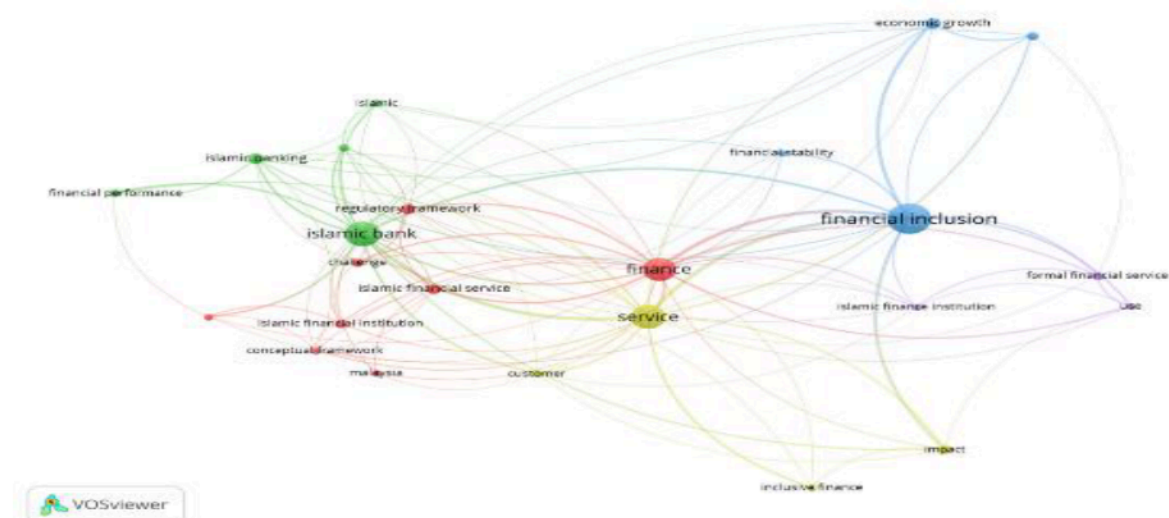 economic growth
islamic
islamic banking
financial stability
financial performance
regulatory framework
financial inclusion
islamic bank
challenge
finance
formal financial service
islamic financial service
islamic finance institution
use
service
islamic financial institution
conceptual framework
malaysia
customer
impact
inclusive finance
VOSviewer